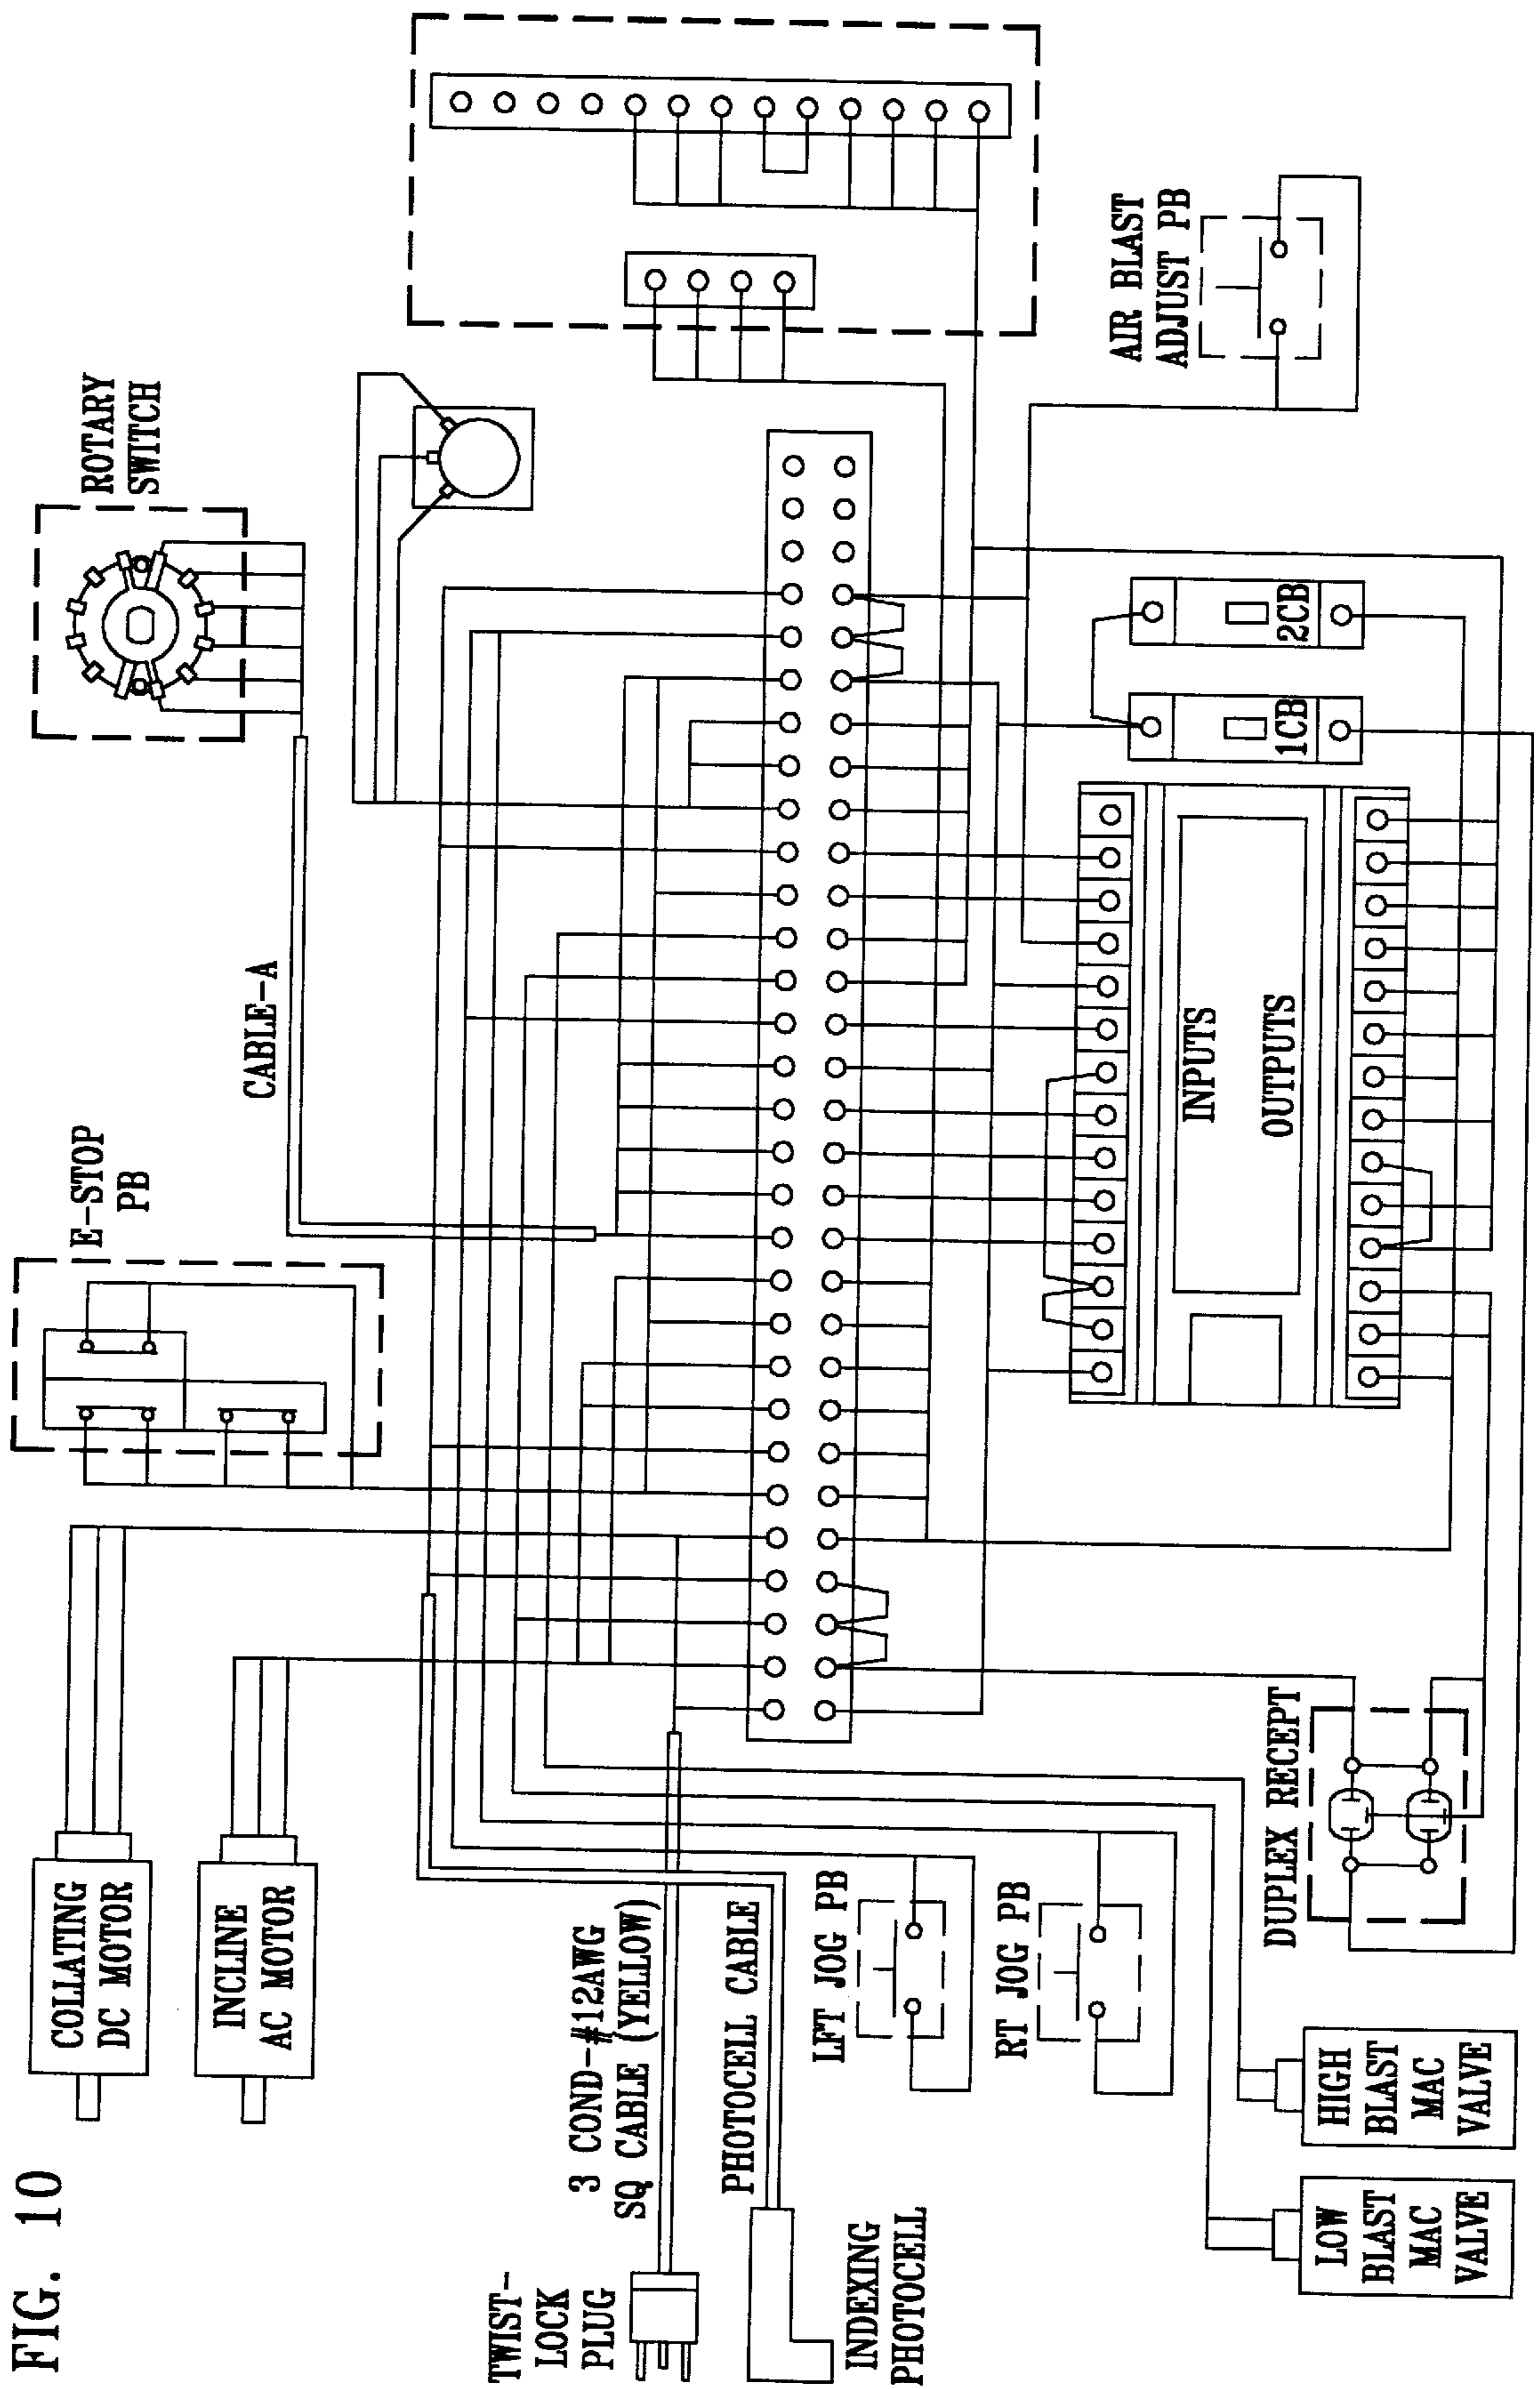 FIG. 10
COLLATING
DC MOTOR
INCLINE
AC MOTOR
E-STOP
PB
CABLE-A
ROTARY
SWITCH
TWIST-
LOCK
PLUG
3 COND-#12AWG
SQ CABLE (YELLOW)
PHOTOCELL CABLE
INDEXING
PHOTOCELL
LFT JOG PB
RT JOG PB
LOW
BLAST
MAC
VALVE
HIGH
BLAST
MAC
VALVE
DUPLEX RECEPT
INPUTS
OUTPUTS
1CB
2CB
AIR BLAST
ADJUST PB